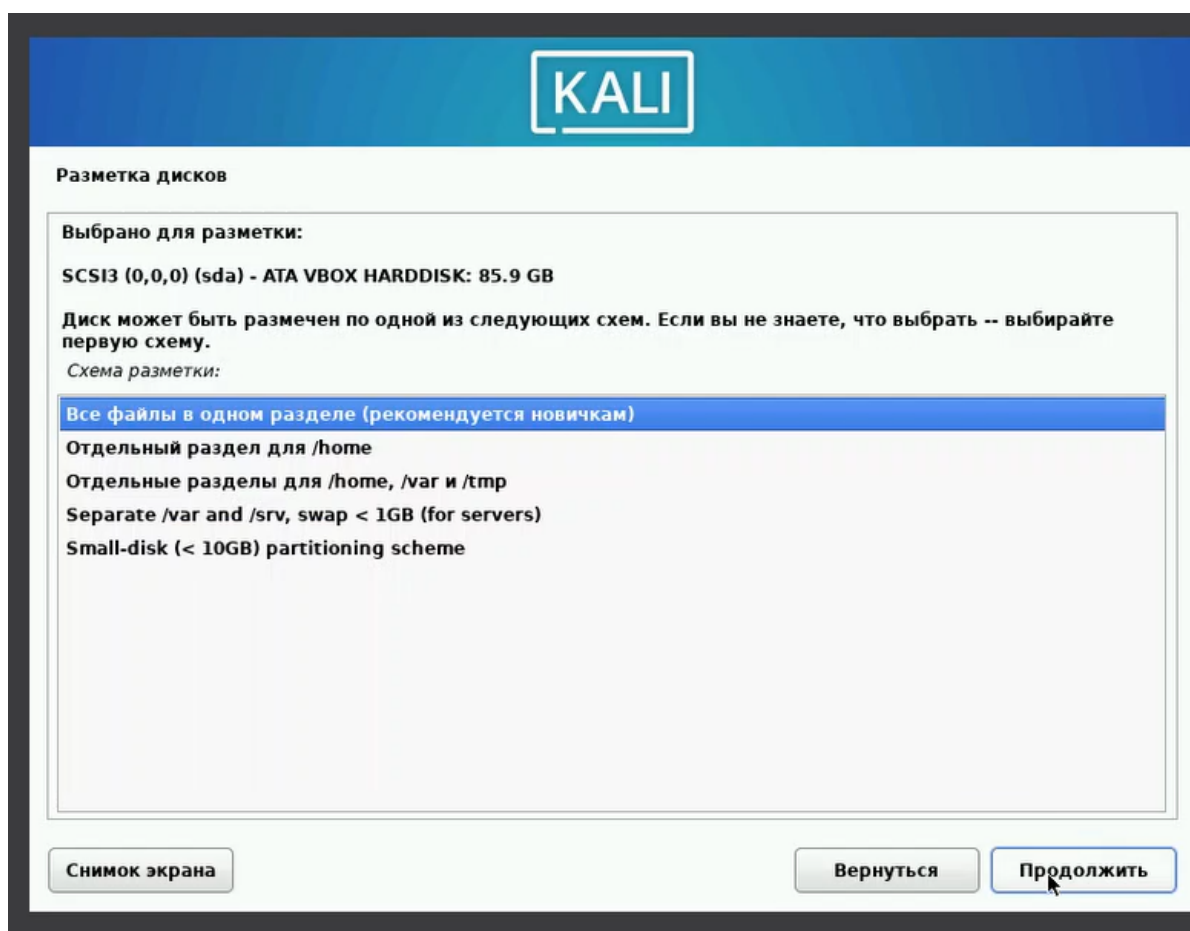 KALI
Разметка дисков
Выбрано для разметки:
SCSI3 (0,0,0) (sda) - ATA VBOX HARDDISK: 85.9 GB
Диск может быть размечен по одной из следующих схем. Если вы не знаете, что выбрать -- выбирайте
первую схему.
Схема разметки:
Все файлы в одном разделе (рекомендуется новичкам)
Отдельный раздел для /home
Отдельные разделы для /home, /var и /tmp
Separate /var and /srv, swap < 1GB (for servers)
Small-disk (< 10GB) partitioning scheme
Снимок экрана
Вернуться
Продолжить